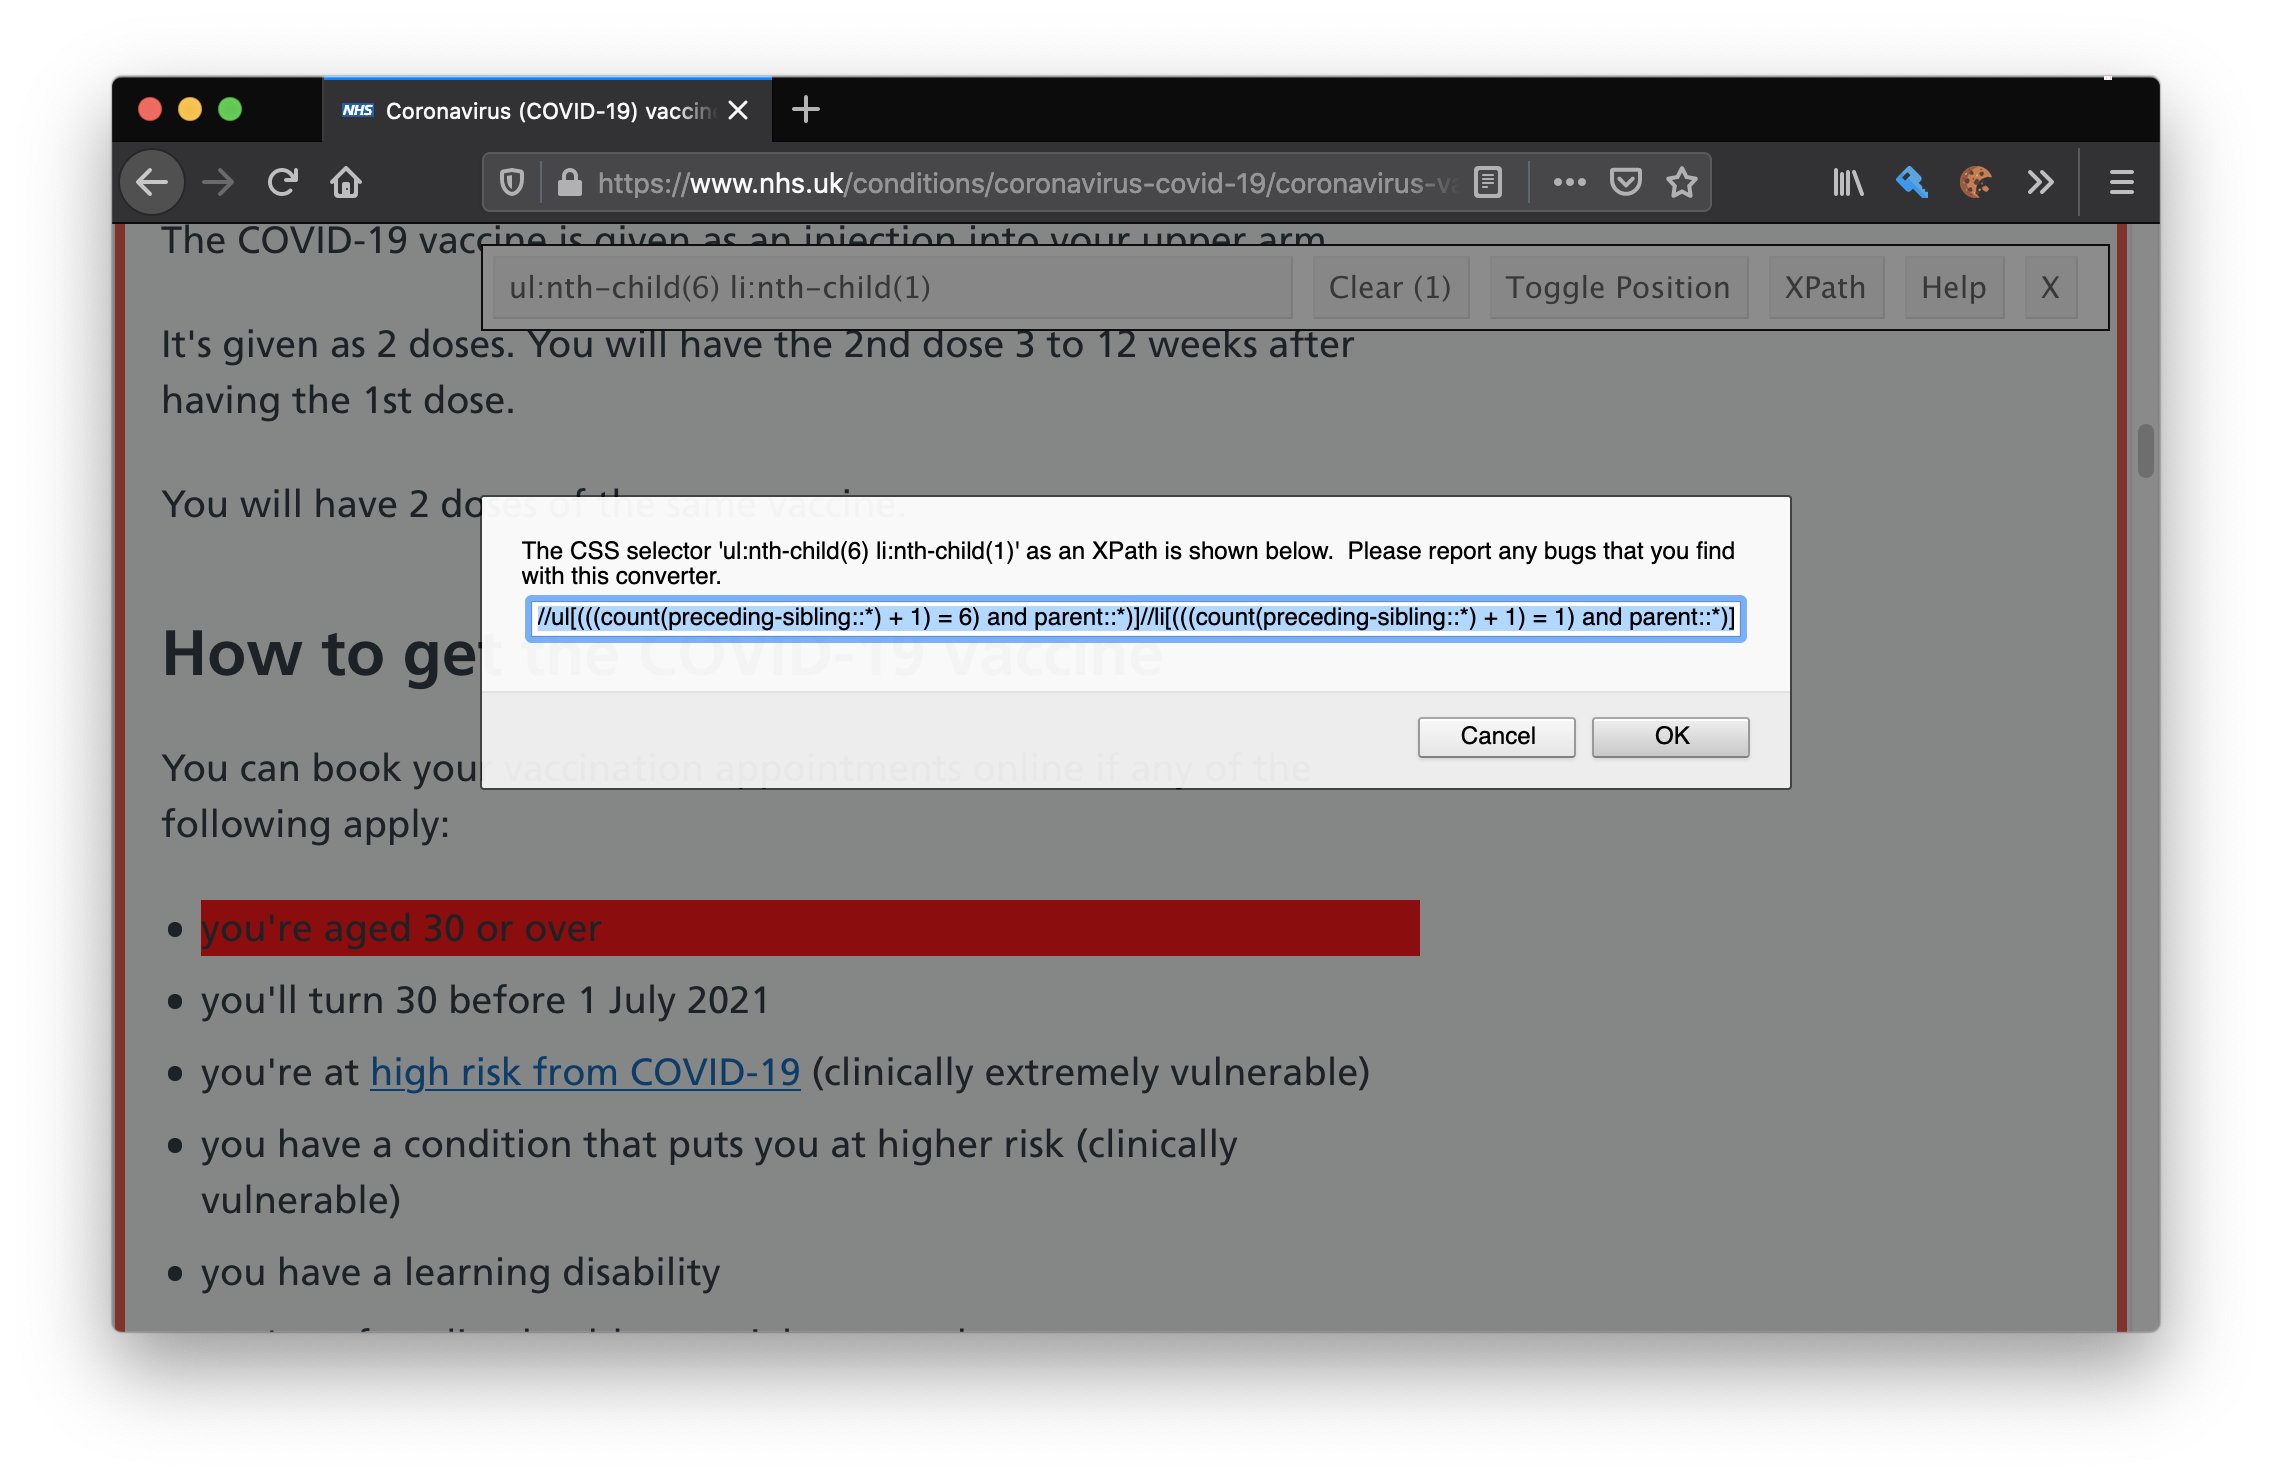 NHS Coronavirus (COVID-19) vaccin
https://www.nhs.uk/conditions/coronavirus-covid-19/coronavirus-va
The COVID-19 vaccine is given as an injection into your upper arm
ul:nth-child(6) li:nth-child(1) Clear (1) Toggle Position XPath Help X
It's given as 2 doses. You will have the 2nd dose 3 to 12 weeks after
having the 1st dose.
You will have 2 doses of the same vaccine.
The CSS selector 'ul:nth-child(6) li:nth-child(1)' as an XPath is shown below. Please report any bugs that you find
with this converter.
//ul[(((count(preceding-sibling::*) + 1) = 6) and parent::*)]//li[(((count(preceding-sibling::*) + 1) = 1) and parent::*)]
How to get the COVID-19 vaccine
Cancel OK
You can book your vaccination appointments online if any of the
following apply:
• you're aged 30 or over
• you'll turn 30 before 1 July 2021
• you're at high risk from COVID-19 (clinically extremely vulnerable)
• you have a condition that puts you at higher risk (clinically
vulnerable)
• you have a learning disability